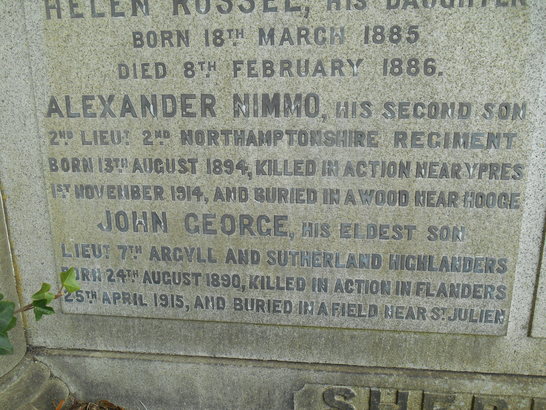 HELEN RUSSEL, HIS DAUGHTER
BORN 18TH MARCH 1885
DIED 8TH FEBRUARY 1886.
ALEXANDER NIMMO, HIS SECOND SON
2ND LIEUT 2ND NORTHAMPTONSHIRE REGIMENT
BORN 13TH AUGUST 1894, KILLED IN ACTION NEAR YPRES
1ST NOVEMBER 1914, AND BURIED IN A WOOD NEAR HOOGE
JOHN GEORGE, HIS ELDEST SON
LIEUT 7TH ARGYLL AND SUTHERLAND HIGHLANDERS
BORN 24TH AUGUST 1890, KILLED IN ACTION IN FLANDERS
25TH APRIL 1915, AND BURIED IN A FIELD NEAR ST JULIEN